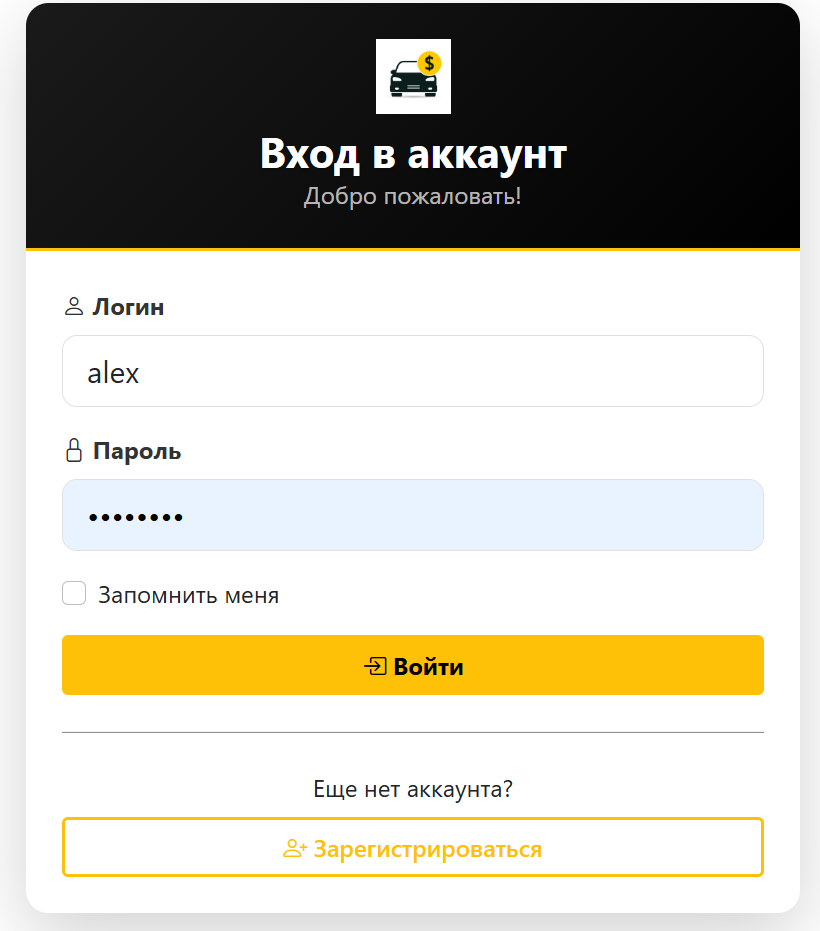 $
Вход в аккаунт
Добро пожаловать!
Логин
alex
Пароль
••••••••
Запомнить меня
Войти
Еще нет аккаунта?
Зарегистрироваться